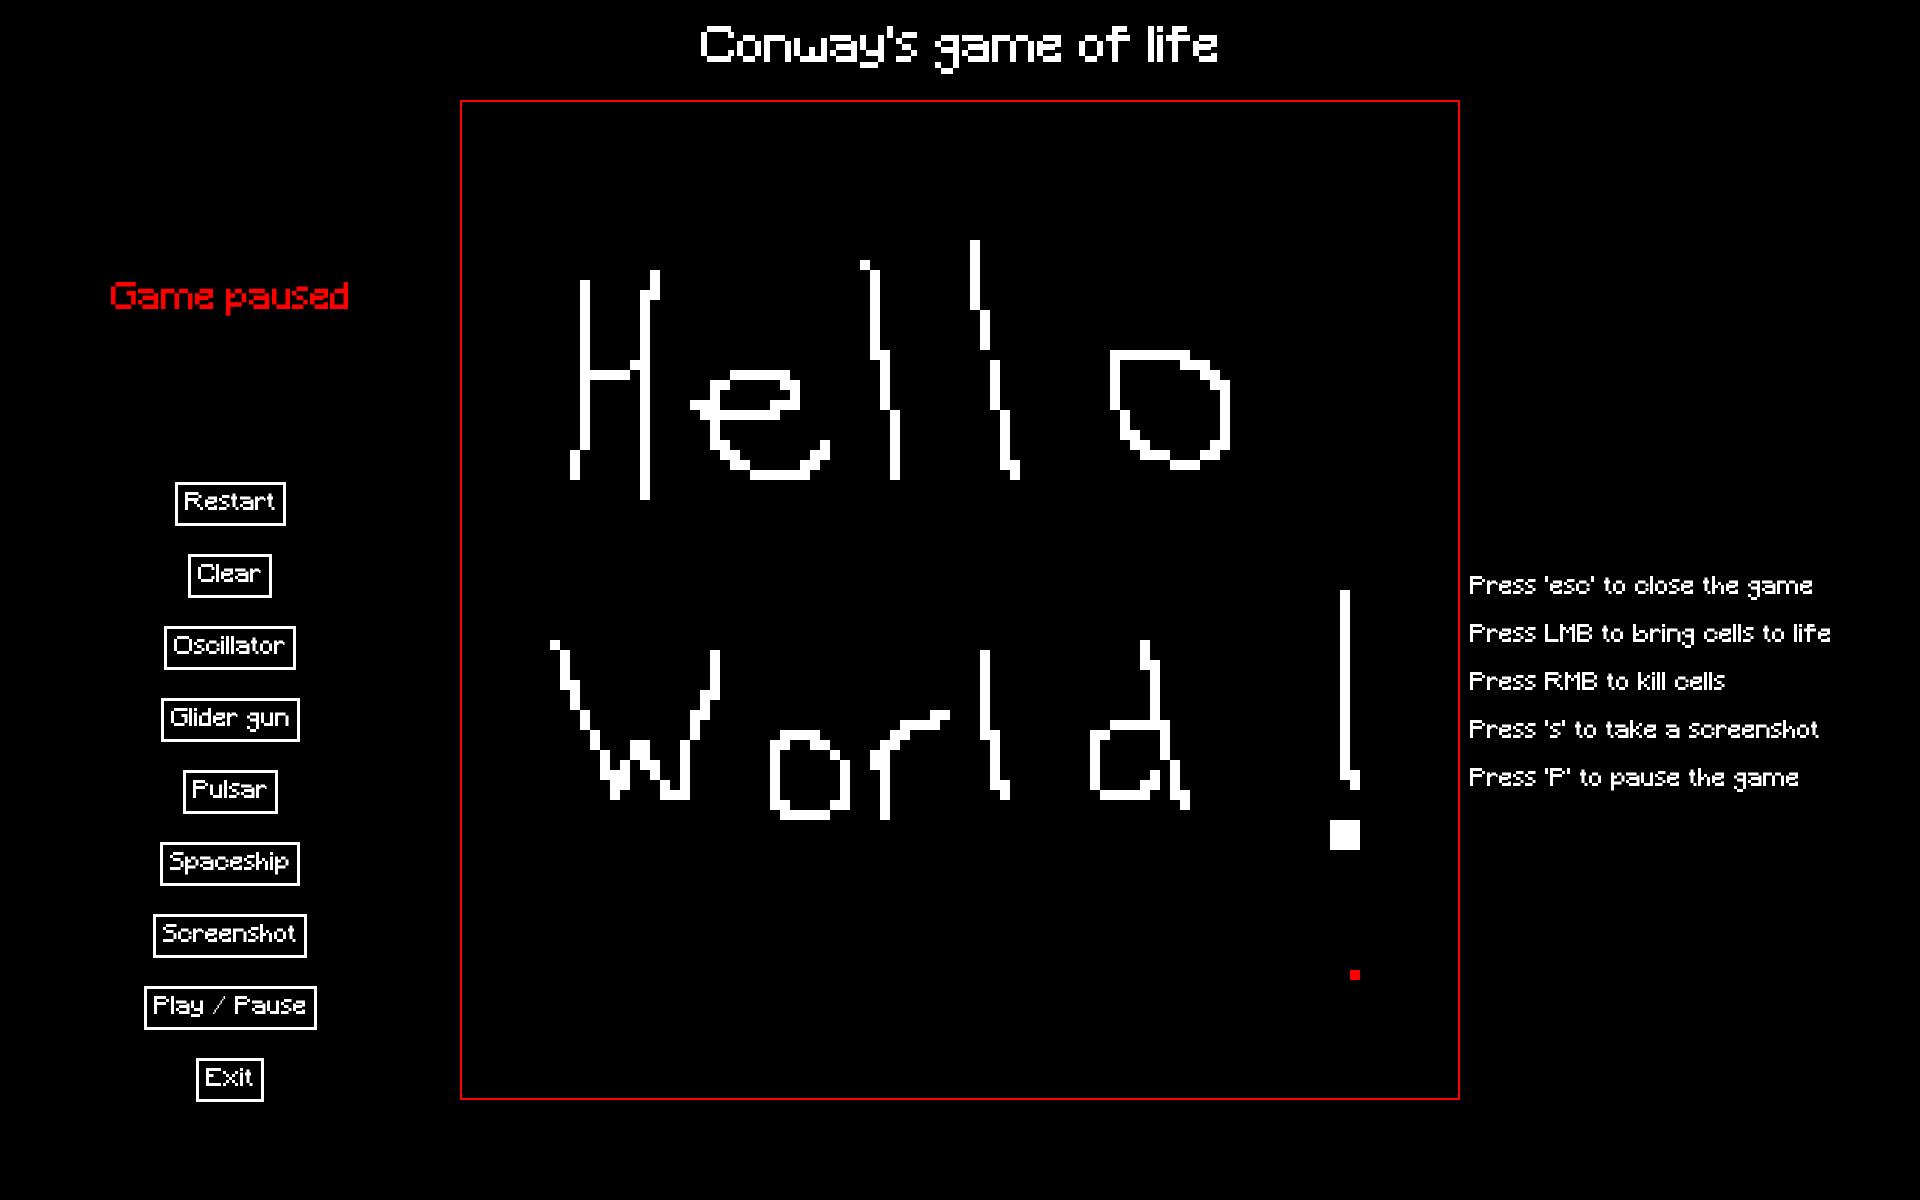 Conway's game of life
Game paused
Restart
Clear
Oscillator
Glider gun
Pulsar
Spaceship
Screenshot
Play / Pause
Exit
Hello
World!
Press 'esc' to close the game
Press LMB to bring cells to life
Press RMB to kill cells
Press 's' to take a screenshot
Press 'P' to pause the game